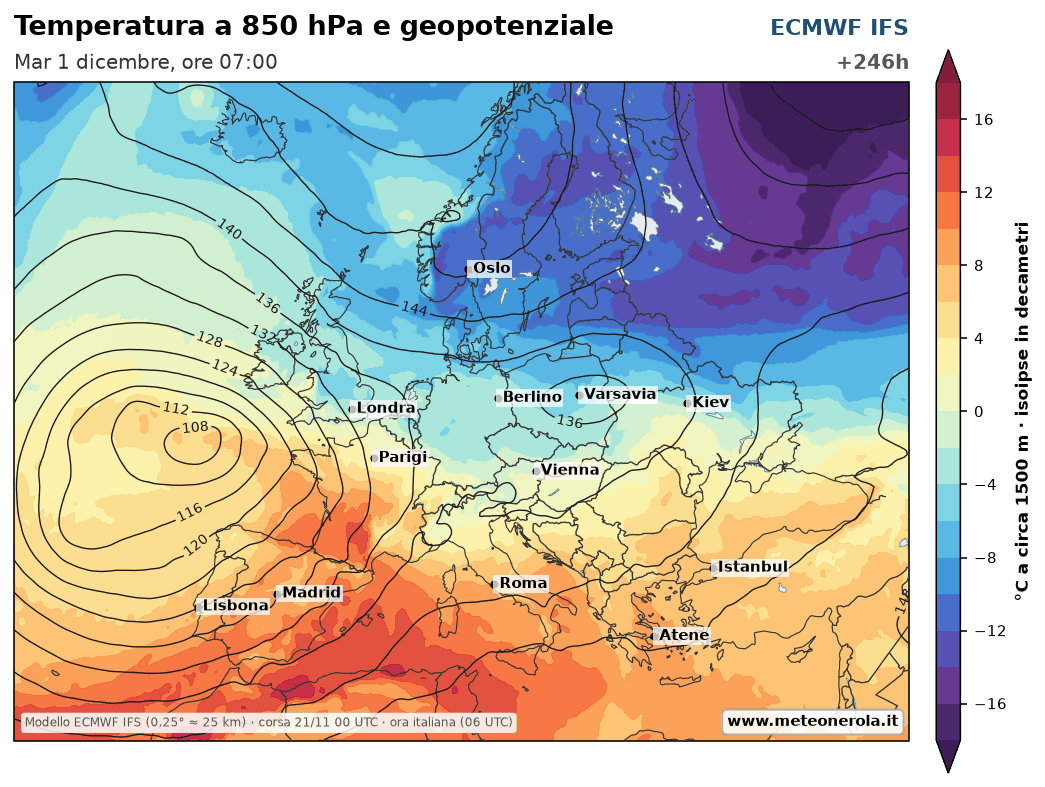 Temperatura a 850 hPa e geopotenziale
ECMWF IFS
Mar 1 dicembre, ore 07:00
+246h
16
12
8
4
0
−4
−8
−12
−16
°C a circa 1500 m · isoipse in decametri
140
136
132
128
124
112
108
116
120
144
136
148
Oslo
Londra
Berlino
Varsavia
Kiev
Parigi
Vienna
Istanbul
Roma
Madrid
Lisbona
Atene
Modello ECMWF IFS (0,25° ≈ 25 km) · corsa 21/11 00 UTC · ora italiana (06 UTC)
www.meteonerola.it